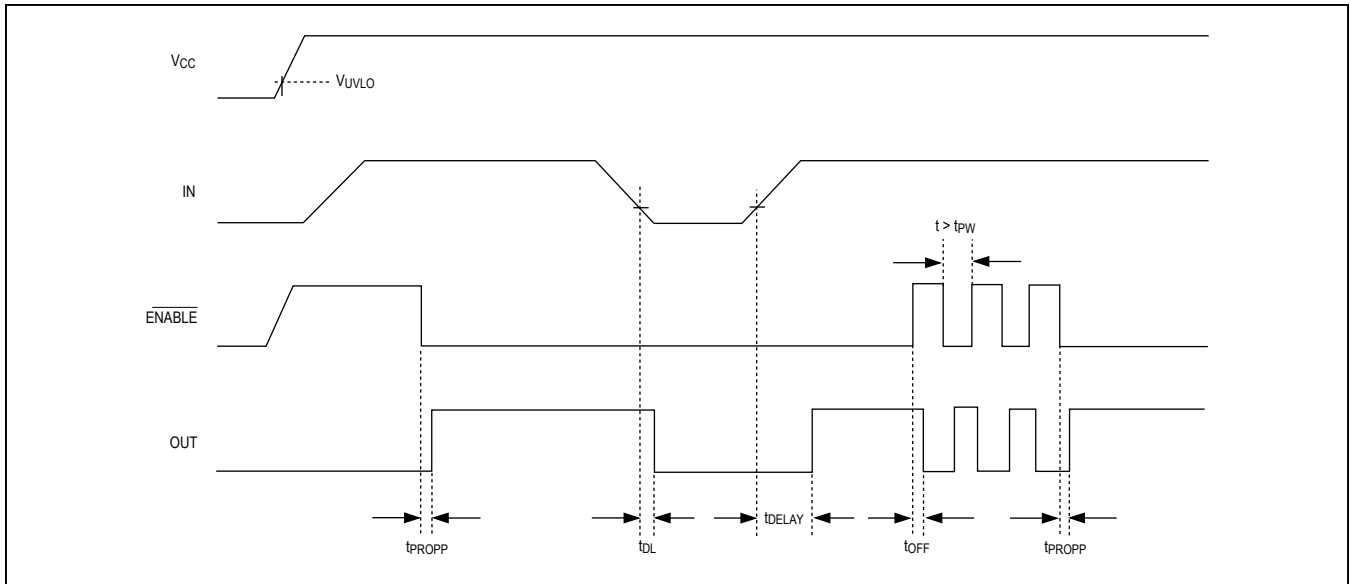 VCC
VUVLO
IN
t > tPW
ENABLE
OUT
tPROPP
tDL
tDELAY
tOFF
tPROPP